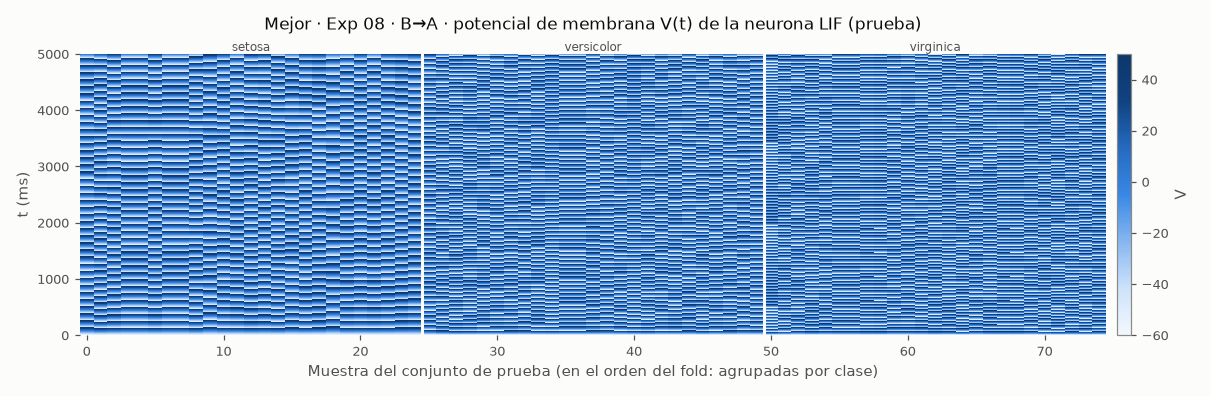 Mejor · Exp 08 · B→A · potencial de membrana V(t) de la neurona LIF (prueba)
setosa versicolor virginica
5000
4000
3000
2000
1000
0
t (ms)
0 10 20 30 40 50 60 70
Muestra del conjunto de prueba (en el orden del fold: agrupadas por clase)
40
20
0
−20
−40
−60
V